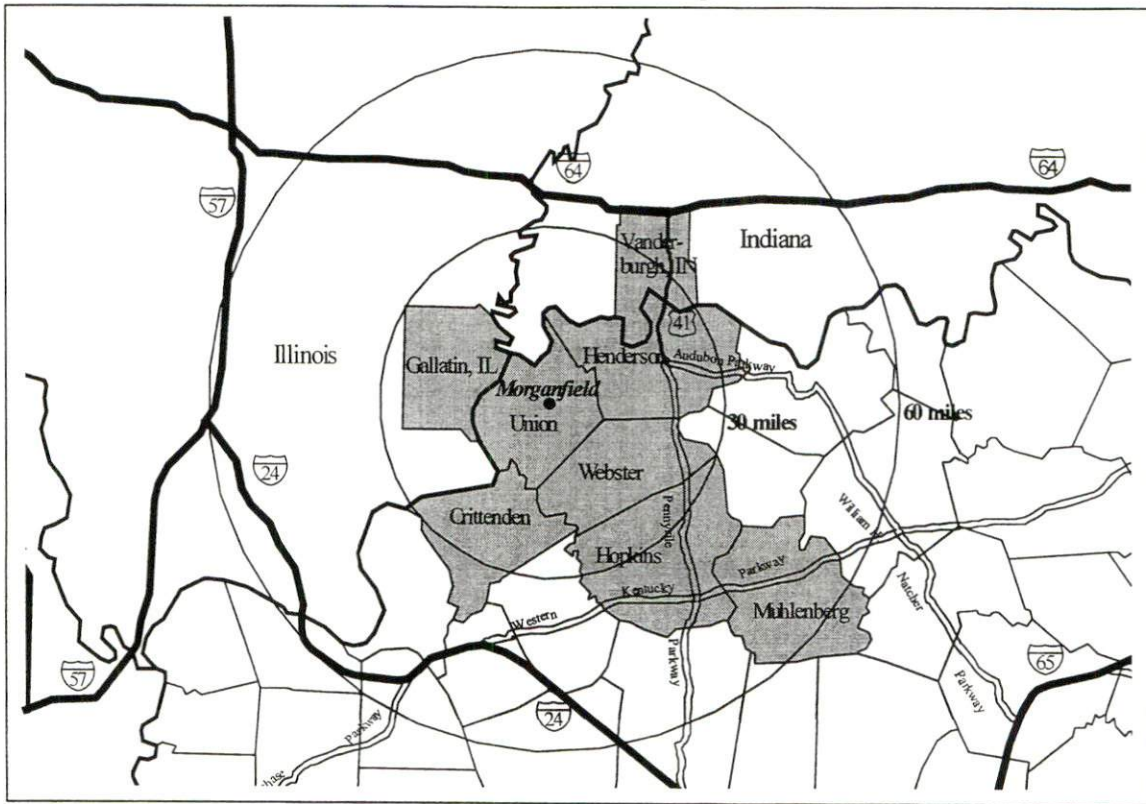 64
64
57
Vander-
burgh, IN
Indiana
41
Illinois
Gallatin, IL
Henderson
Audubon Parkway
Morganfield
Union
30 miles
60 miles
24
Webster
Crittenden
Pennyrile
William H.
Hopkins
Parkway
Kentucky
Western
Muhlenberg
Natcher
Parkway
65
57
24
Parkway
Parkway
chase